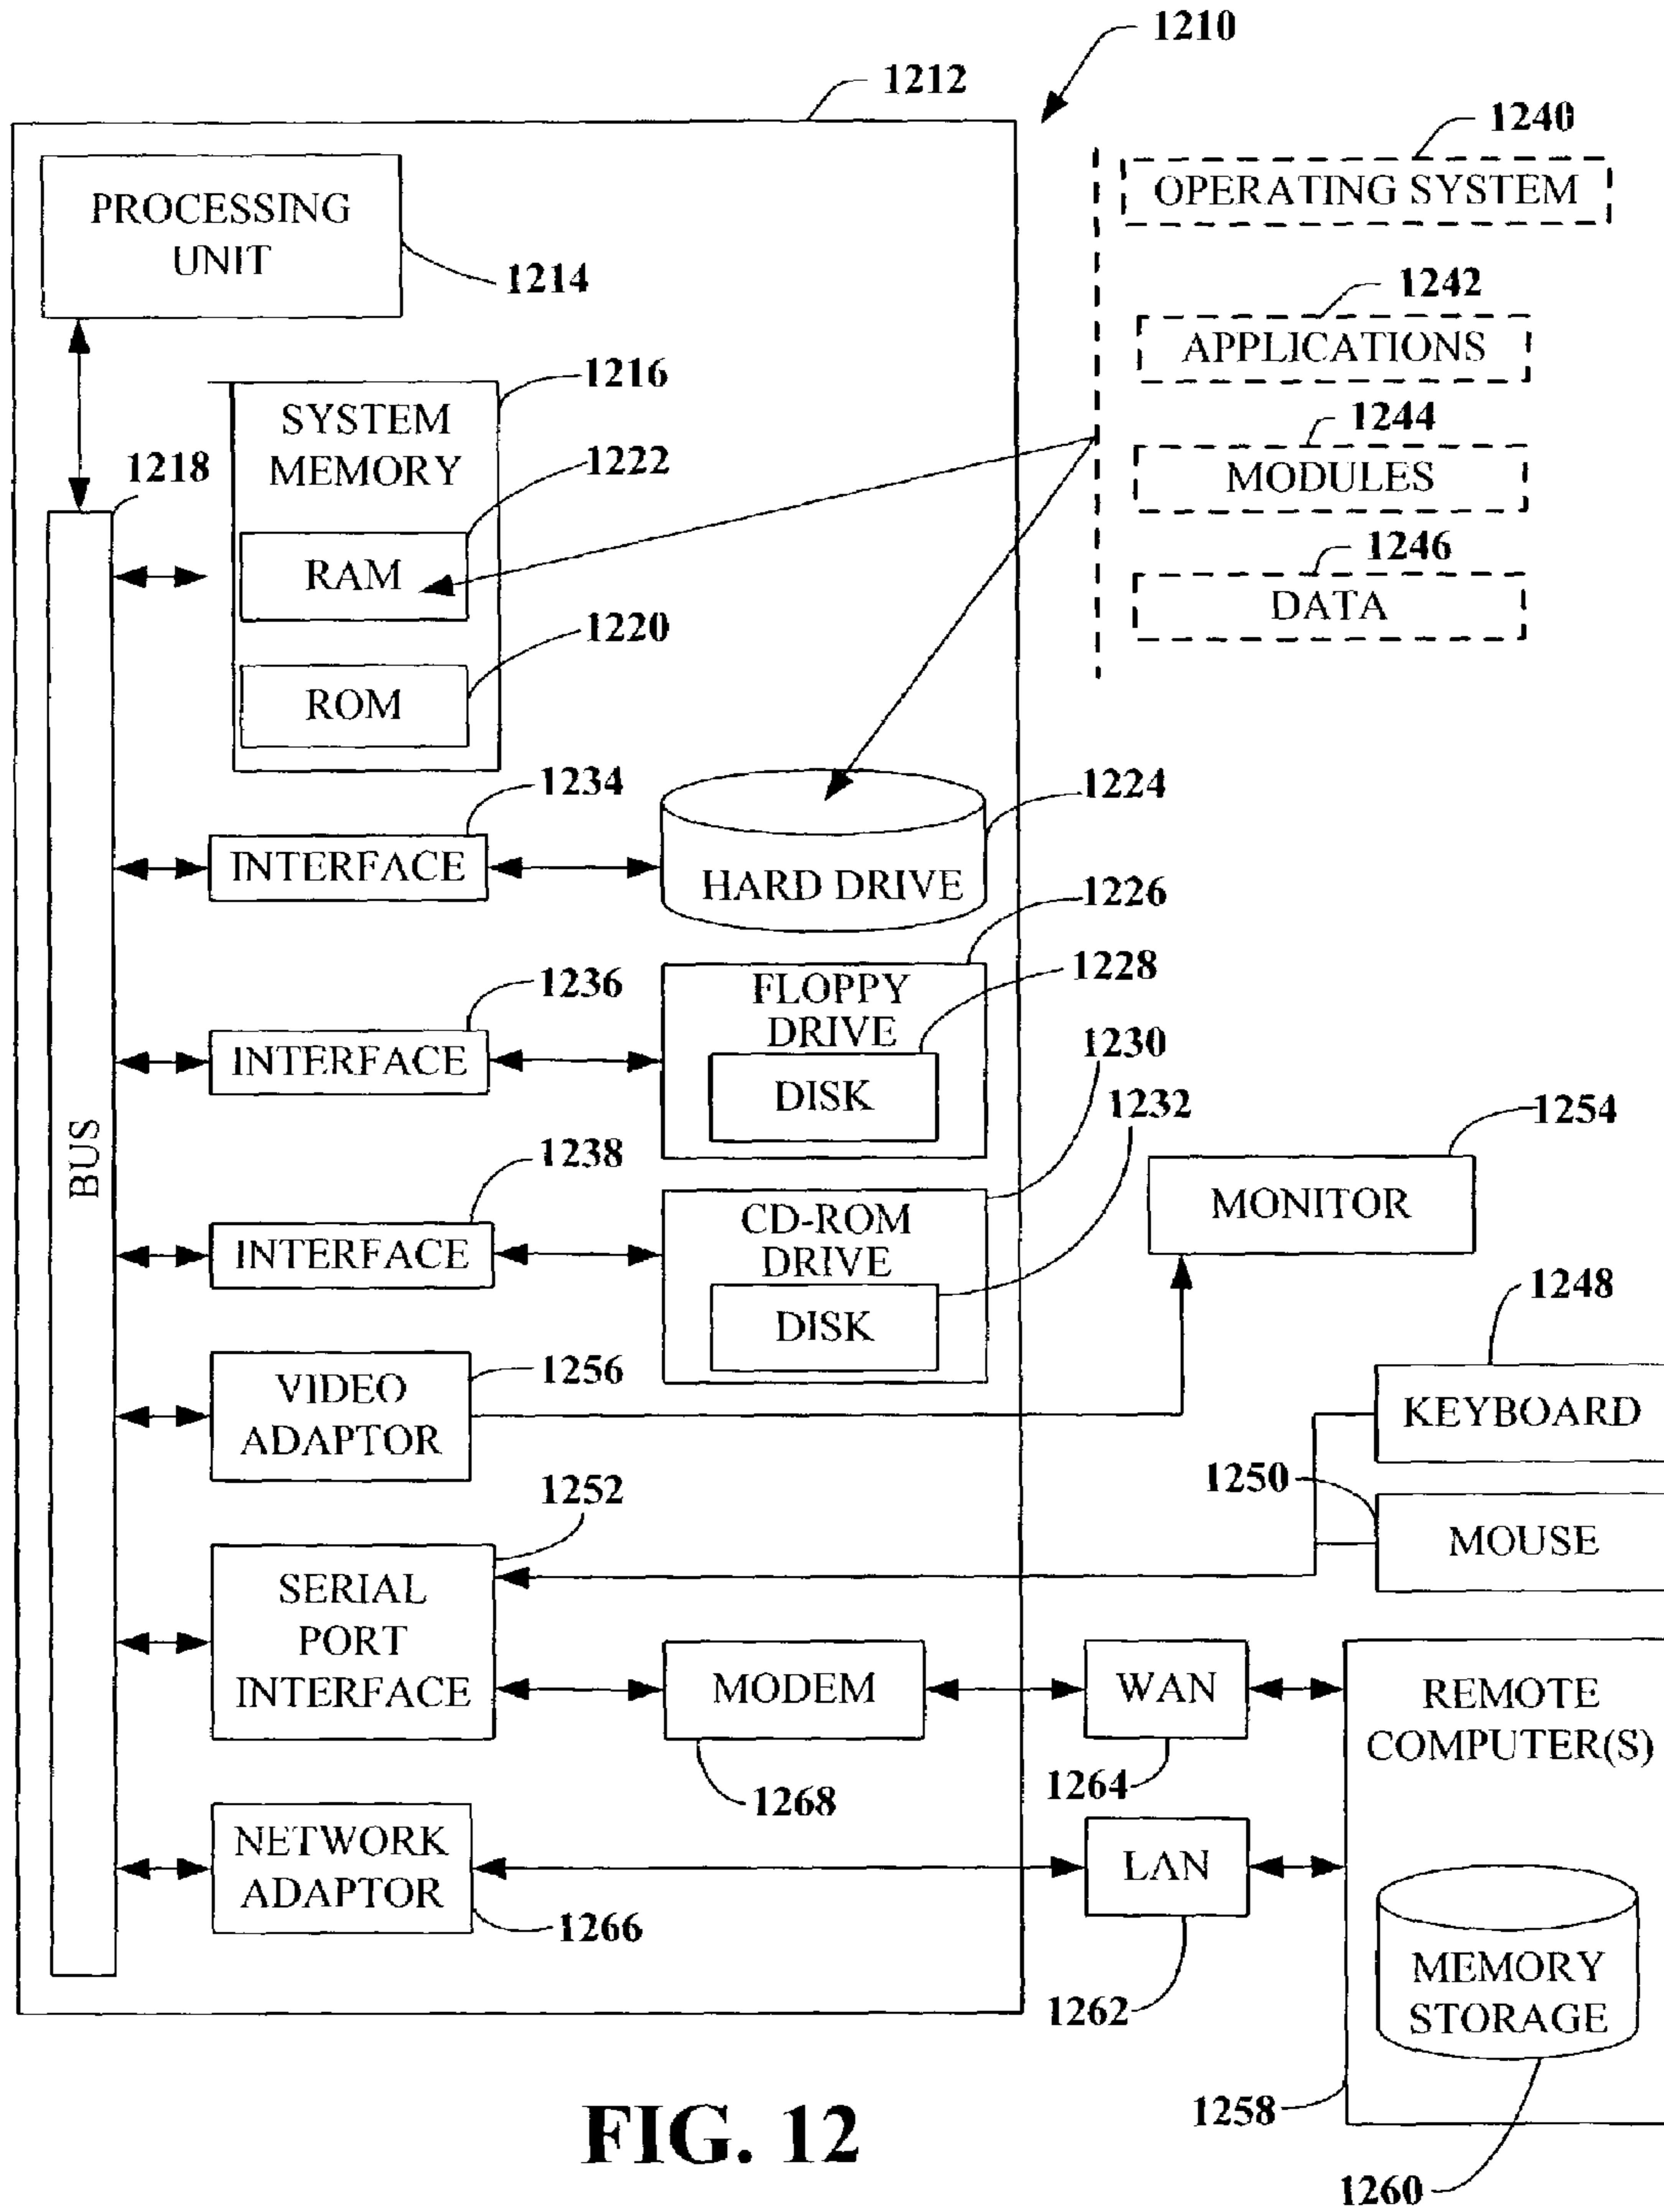 1210
1212
1240
OPERATING SYSTEM
PROCESSING
UNIT
1214
1242
APPLICATIONS
1216
SYSTEM
MEMORY
1244
MODULES
1218
1222
RAM
1246
DATA
1220
ROM
1234
INTERFACE
1224
HARD DRIVE
1226
1236
INTERFACE
FLOPPY
DRIVE
1228
DISK
1230
1232
BUS
1238
INTERFACE
CD-ROM
DRIVE
DISK
1254
MONITOR
1248
KEYBOARD
1256
VIDEO
ADAPTOR
1250
MOUSE
1252
SERIAL
PORT
INTERFACE
MODEM
1268
WAN
1264
REMOTE
COMPUTER(S)
NETWORK
ADAPTOR
1266
LAN
1262
MEMORY
STORAGE
1258
1260
FIG. 12